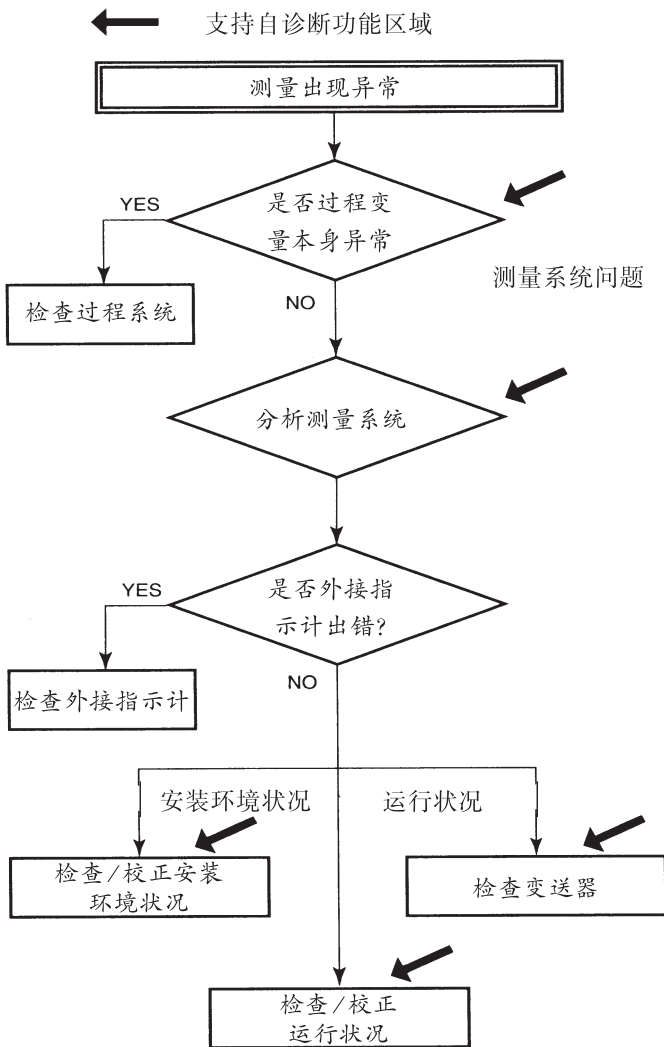 支持自诊断功能区域
测量出现异常
YES
是否过程变
量本身异常
测量系统问题
检查过程系统
NO
分析测量系统
YES
是否外接指
示计出错?
NO
检查外接指示计
安装环境状况
运行状况
检查/校正安装
环境状况
检查变送器
检查/校正
运行状况